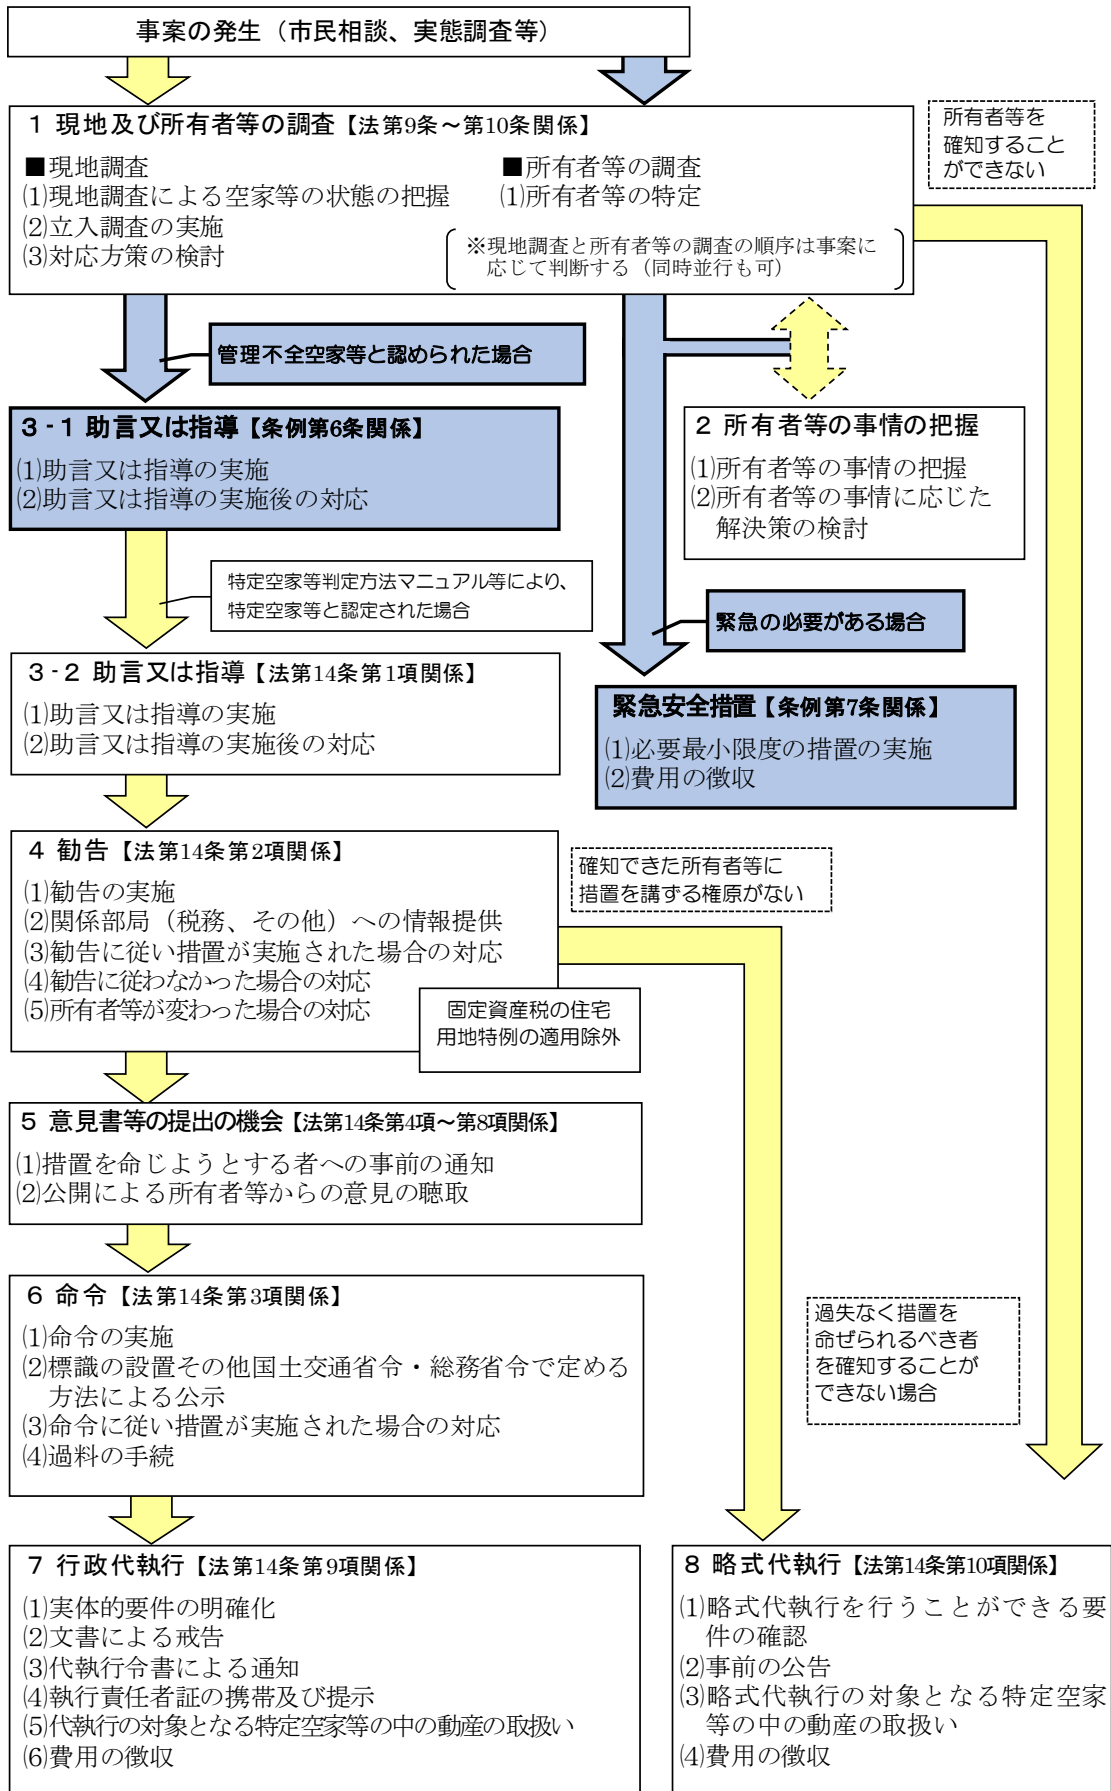 事案の発生（市民相談、実態調査等）
１ 現地及び所有者等の調査【法第9条～第10条関係】
■現地調査
⑴現地調査による空家等の状態の把握
⑵立入調査の実施
⑶対応方策の検討
■所有者等の調査
⑴所有者等の特定
※現地調査と所有者等の調査の順序は事案に
応じて判断する（同時並行も可）
所有者等を
確知すること
ができない
管理不全空家等と認められた場合
３-１ 助言又は指導【条例第6条関係】
⑴助言又は指導の実施
⑵助言又は指導の実施後の対応
２ 所有者等の事情の把握
⑴所有者等の事情の把握
⑵所有者等の事情に応じた
解決策の検討
特定空家等判定方法マニュアル等により、
特定空家等と認定された場合
緊急の必要がある場合
３-２ 助言又は指導【法第14条第1項関係】
⑴助言又は指導の実施
⑵助言又は指導の実施後の対応
緊急安全措置【条例第7条関係】
⑴必要最小限度の措置の実施
⑵費用の徴収
４ 勧告【法第14条第2項関係】
⑴勧告の実施
⑵関係部局（税務、その他）への情報提供
⑶勧告に従い措置が実施された場合の対応
⑷勧告に従わなかった場合の対応
⑸所有者等が変わった場合の対応
確知できた所有者等に
措置を講ずる権原がない
固定資産税の住宅
用地特例の適用除外
５ 意見書等の提出の機会【法第14条第4項～第8項関係】
⑴措置を命じようとする者への事前の通知
⑵公開による所有者等からの意見の聴取
６ 命令【法第14条第3項関係】
⑴命令の実施
⑵標識の設置その他国土交通省令・総務省令で定める
方法による公示
⑶命令に従い措置が実施された場合の対応
⑷過料の手続
過失なく措置を
命ぜられるべき者
を確知することが
できない場合
７ 行政代執行【法第14条第9項関係】
⑴実体的要件の明確化
⑵文書による戒告
⑶代執行令書による通知
⑷執行責任者証の携帯及び提示
⑸代執行の対象となる特定空家等の中の動産の取扱い
⑹費用の徴収
８ 略式代執行【法第14条第10項関係】
⑴略式代執行を行うことができる要
件の確認
⑵事前の公告
⑶略式代執行の対象となる特定空家
等の中の動産の取扱い
⑷費用の徴収